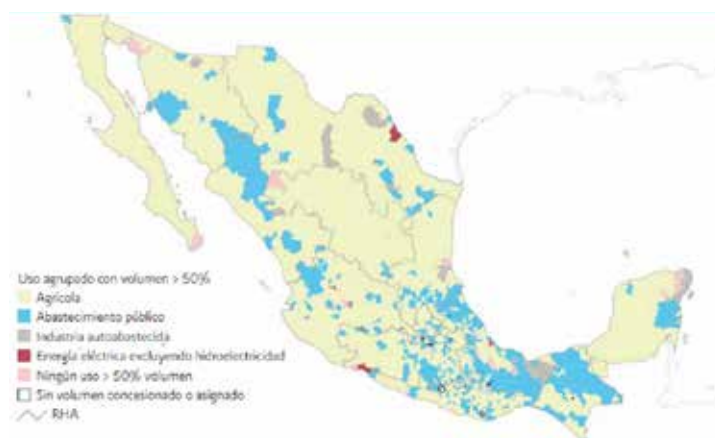 Uso agrupado con volumen > 50%
Agrícola
Abastecimiento público
Industria autoabastecida
Energía eléctrica excluyendo hidroelectricidad
Ningún uso > 50% volumen
Sin volumen concesionado o asignado
RHA